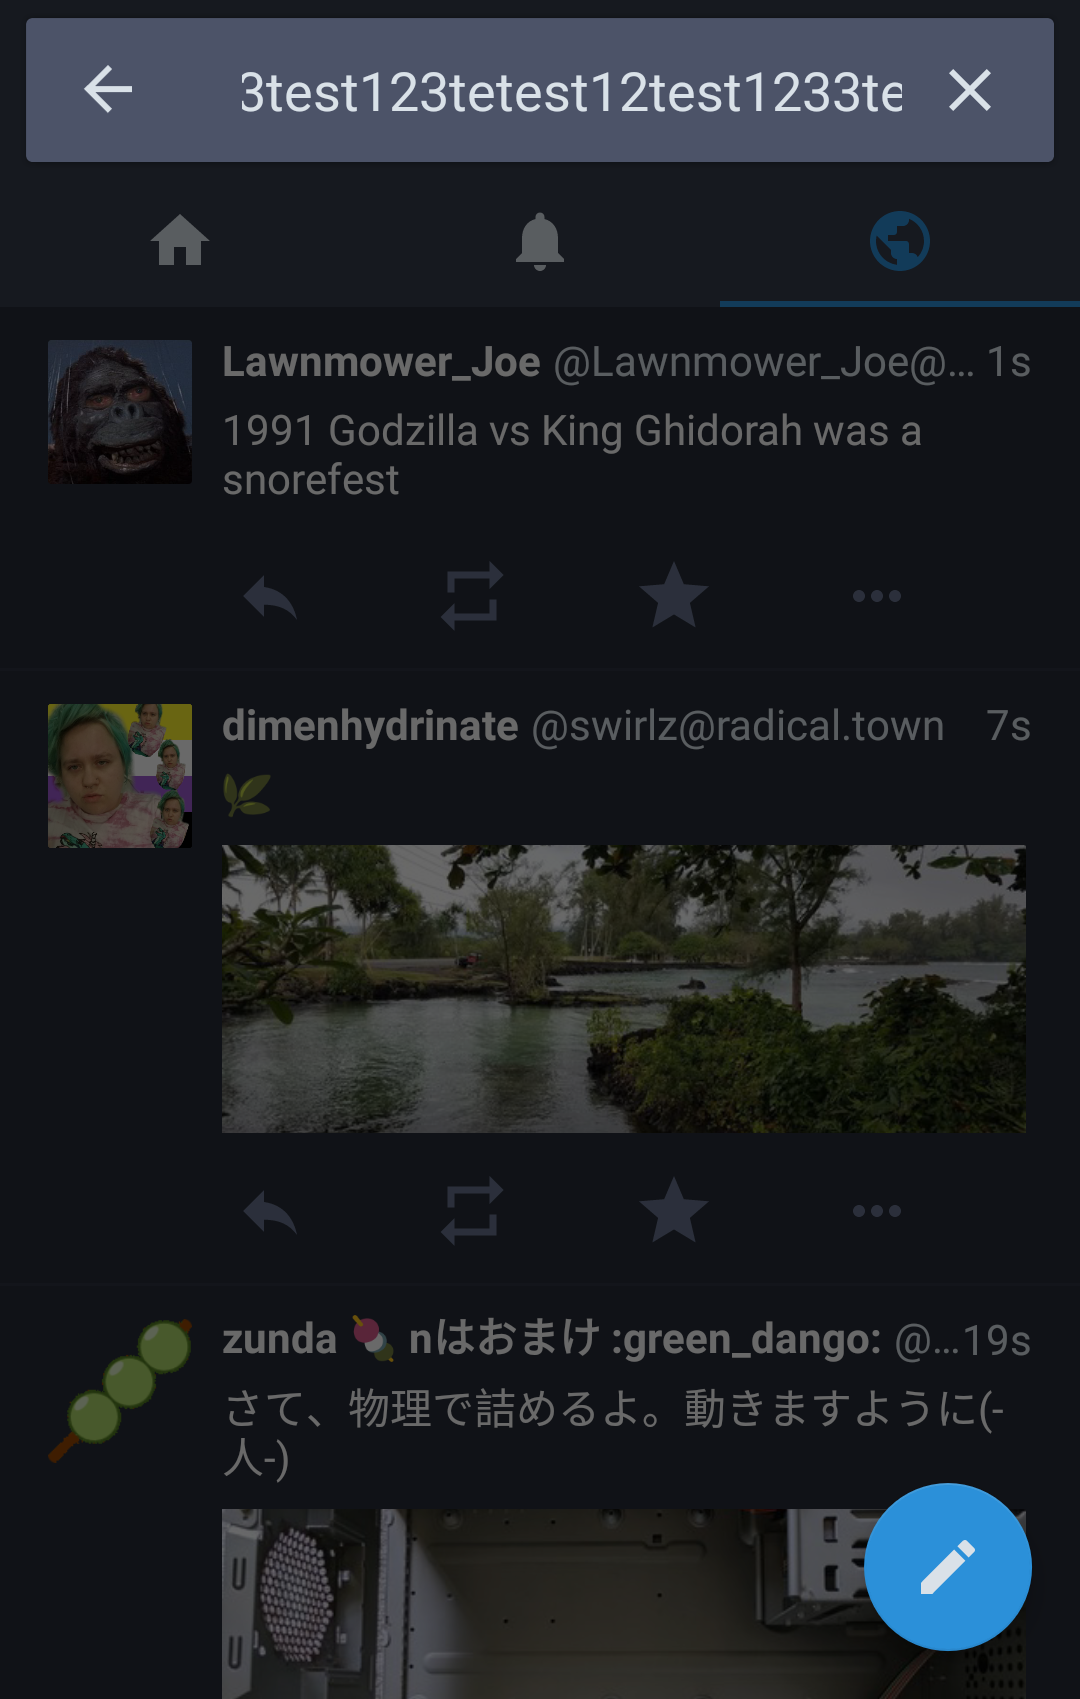 3test123tetest12test1233te
Lawnmower_Joe @Lawnmower_Joe@... 1s
1991 Godzilla vs King Ghidorah was a
snorefest
dimenhydrinate @swirlz@radical.town 7s
🌿
zunda 🍡 nはおまけ :green_dango: @...19s
さて、物理で詰めるよ。動きますように(-
人-)